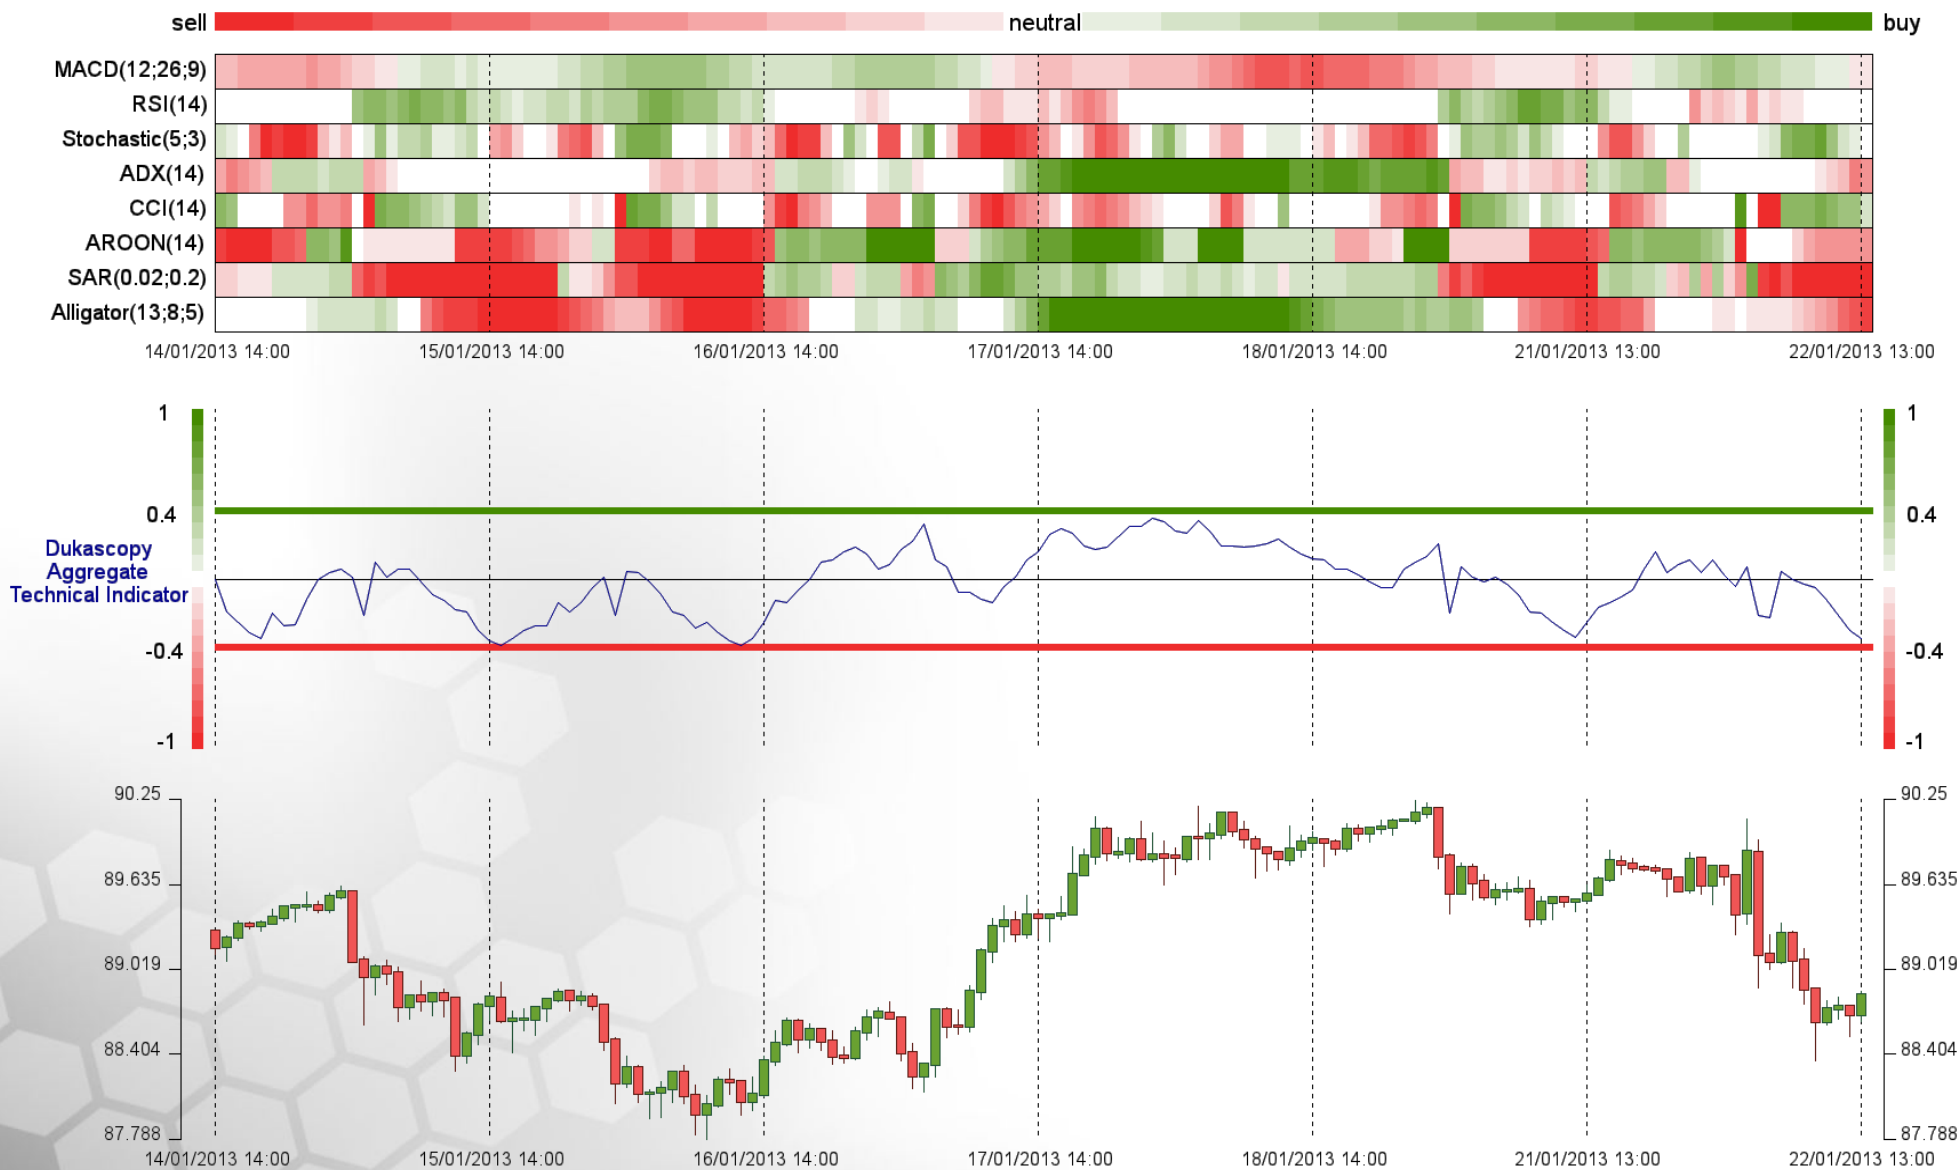 sell neutral buy
MACD(12;26;9)
RSI(14)
Stochastic(5;3)
ADX(14)
CCI(14)
AROON(14)
SAR(0.02;0.2)
Alligator(13;8;5)
14/01/2013 14:00 15/01/2013 14:00 16/01/2013 14:00 17/01/2013 14:00 18/01/2013 14:00 21/01/2013 13:00 22/01/2013 13:00
1 1
0.4 0.4
Dukascopy
Aggregate
Technical Indicator
-0.4 -0.4
-1 -1
90.25 90.25
89.635 89.635
89.019 89.019
88.404 88.404
87.788 87.788
14/01/2013 14:00 15/01/2013 14:00 16/01/2013 14:00 17/01/2013 14:00 18/01/2013 14:00 21/01/2013 13:00 22/01/2013 13:00